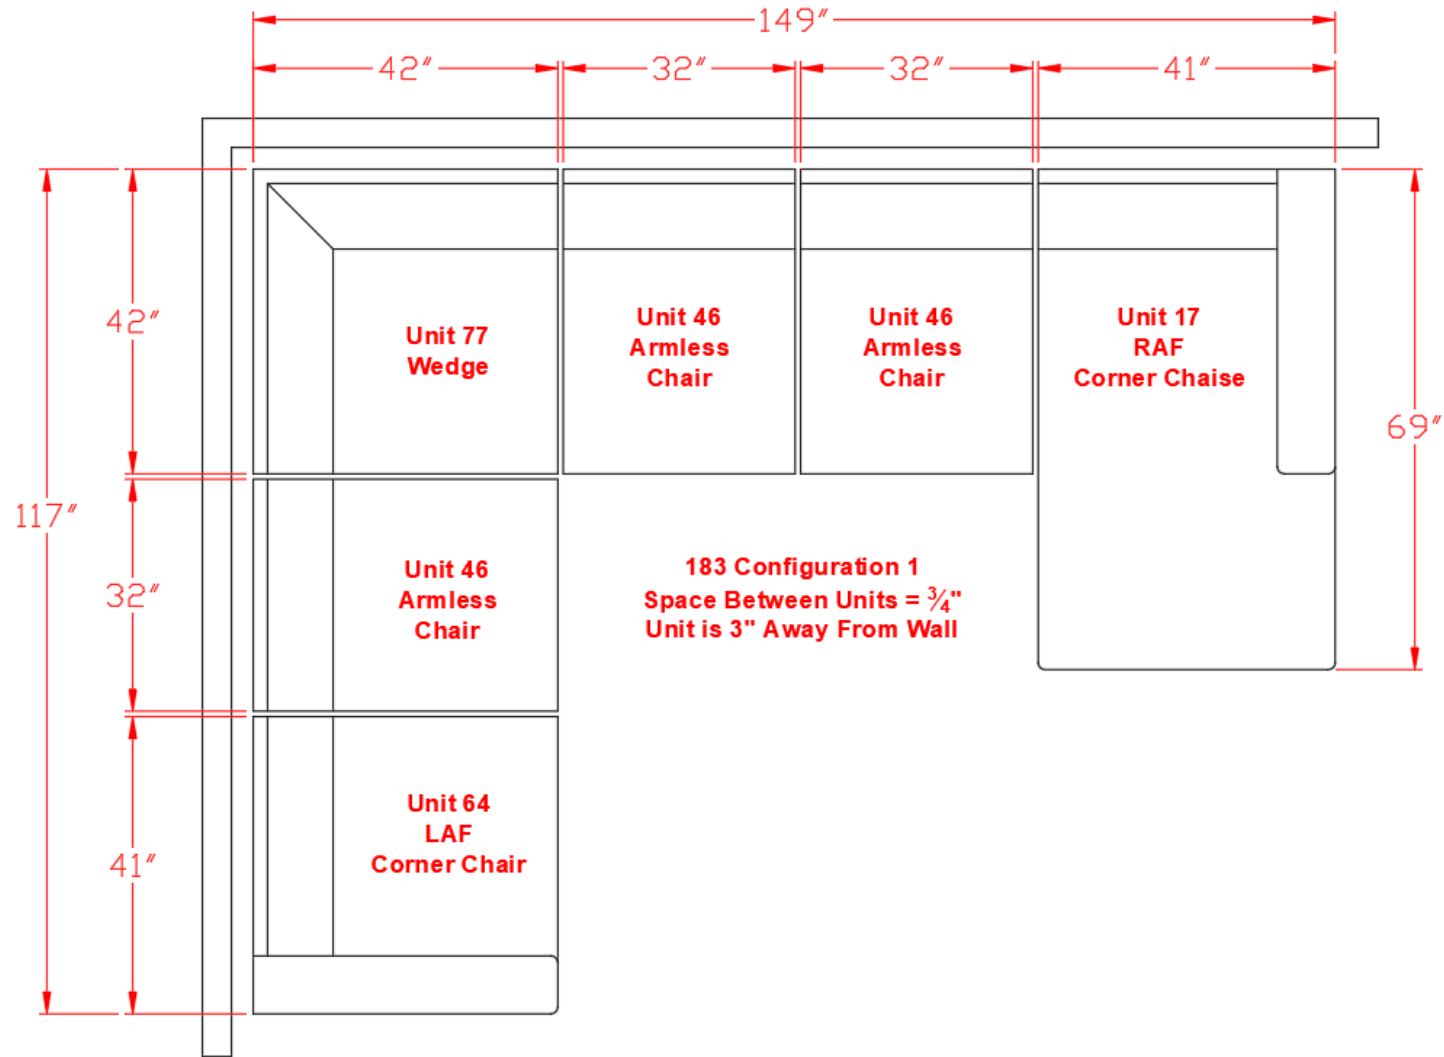 149″
42″
32″
32″
41″
42″
117″
32″
41″
69″
Unit 77
Wedge
Unit 46
Armless
Chair
Unit 46
Armless
Chair
Unit 17
RAF
Corner Chaise
Unit 46
Armless
Chair
183 Configuration 1
Space Between Units = ¾"
Unit is 3" Away From Wall
Unit 64
LAF
Corner Chair